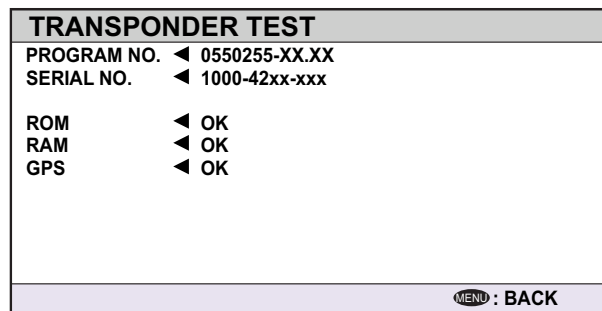 TRANSPONDER TEST
PROGRAM NO. ◄ 0550255-XX.XX
SERIAL NO. ◄ 1000-42xx-xxx
ROM ◄ OK
RAM ◄ OK
GPS ◄ OK
MENU : BACK